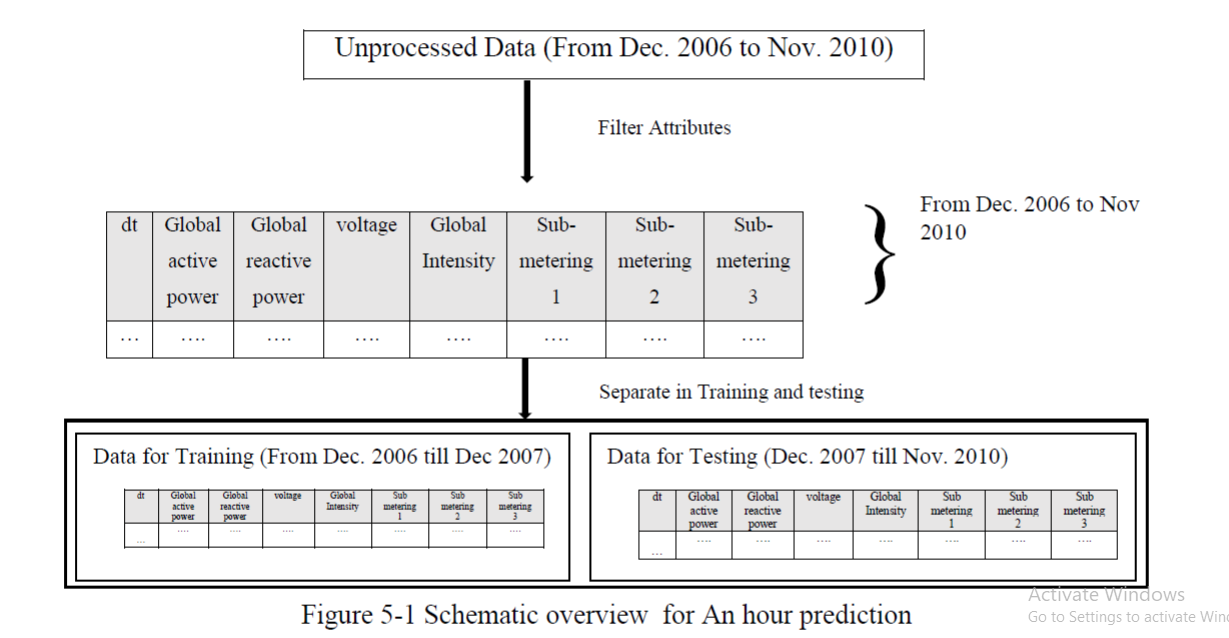 Unprocessed Data (From Dec. 2006 to Nov. 2010)
Filter Attributes
From Dec. 2006 to Nov
2010
dt Global Global voltage Global Sub- Sub- Sub-
active reactive Intensity metering metering metering
power power 1 2 3
... .... .... .... .... .... .... ....
Separate in Training and testing
Data for Training (From Dec. 2006 till Dec 2007)
dt Global Global voltage Global Sub Sub Sub
active reactive Intensity metering metering metering
power power 1 2 3
.... .... .... .... .... .... ....
...
Data for Testing (Dec. 2007 till Nov. 2010)
dt Global Global voltage Global Sub Sub Sub
active reactive Intensity metering metering metering
power power 1 2 3
.... .... .... .... .... .... ....
...
Figure 5-1 Schematic overview for An hour prediction
Activate Windows
Go to Settings to activate Win